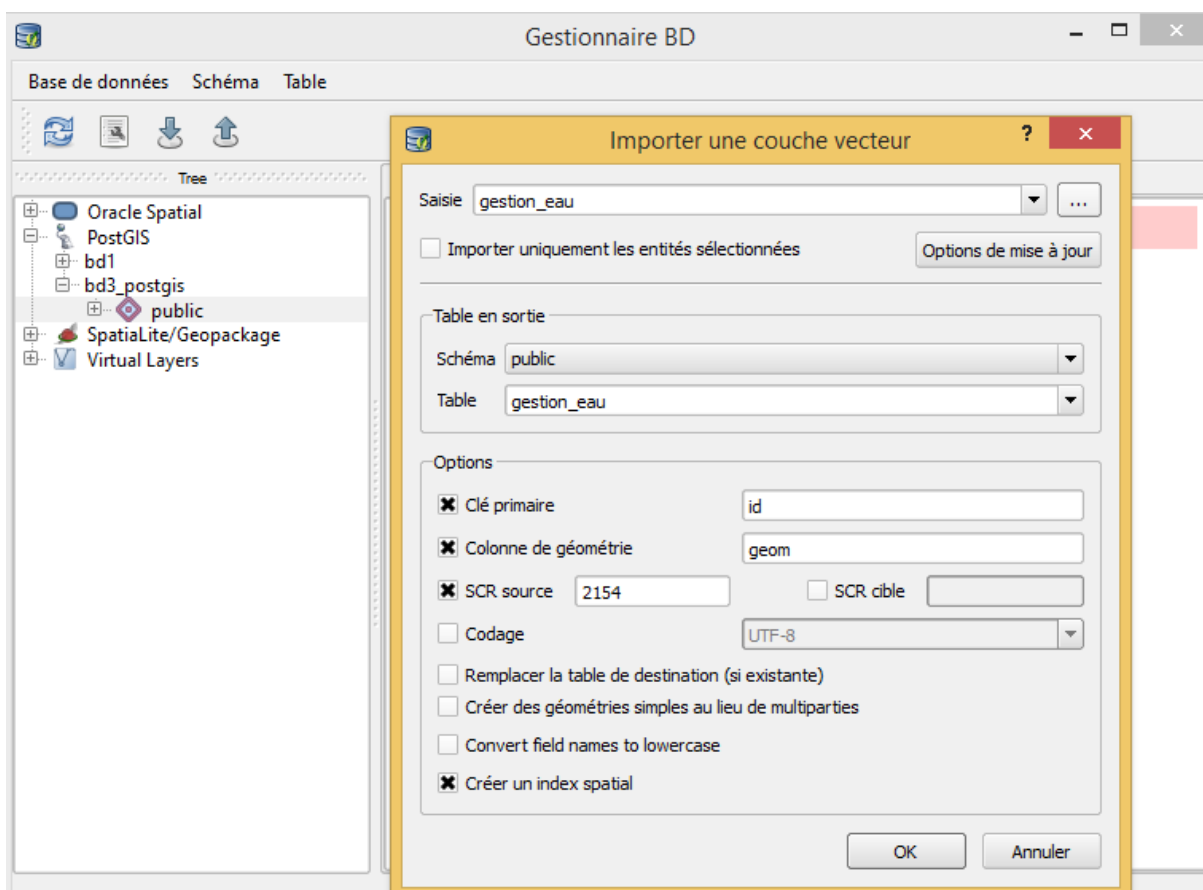 Gestionnaire BD
Base de données Schéma Table
Tree
Oracle Spatial
PostGIS
bd1
bd3_postgis
public
SpatiaLite/Geopackage
Virtual Layers
Importer une couche vecteur ?
Saisie gestion_eau ...
Importer uniquement les entités sélectionnées Options de mise à jour
Table en sortie
Schéma public
Table gestion_eau
Options
Clé primaire id
Colonne de géométrie geom
SCR source 2154 SCR cible
Codage UTF-8
Remplacer la table de destination (si existante)
Créer des géométries simples au lieu de multiparties
Convert field names to lowercase
Créer un index spatial
OK Annuler